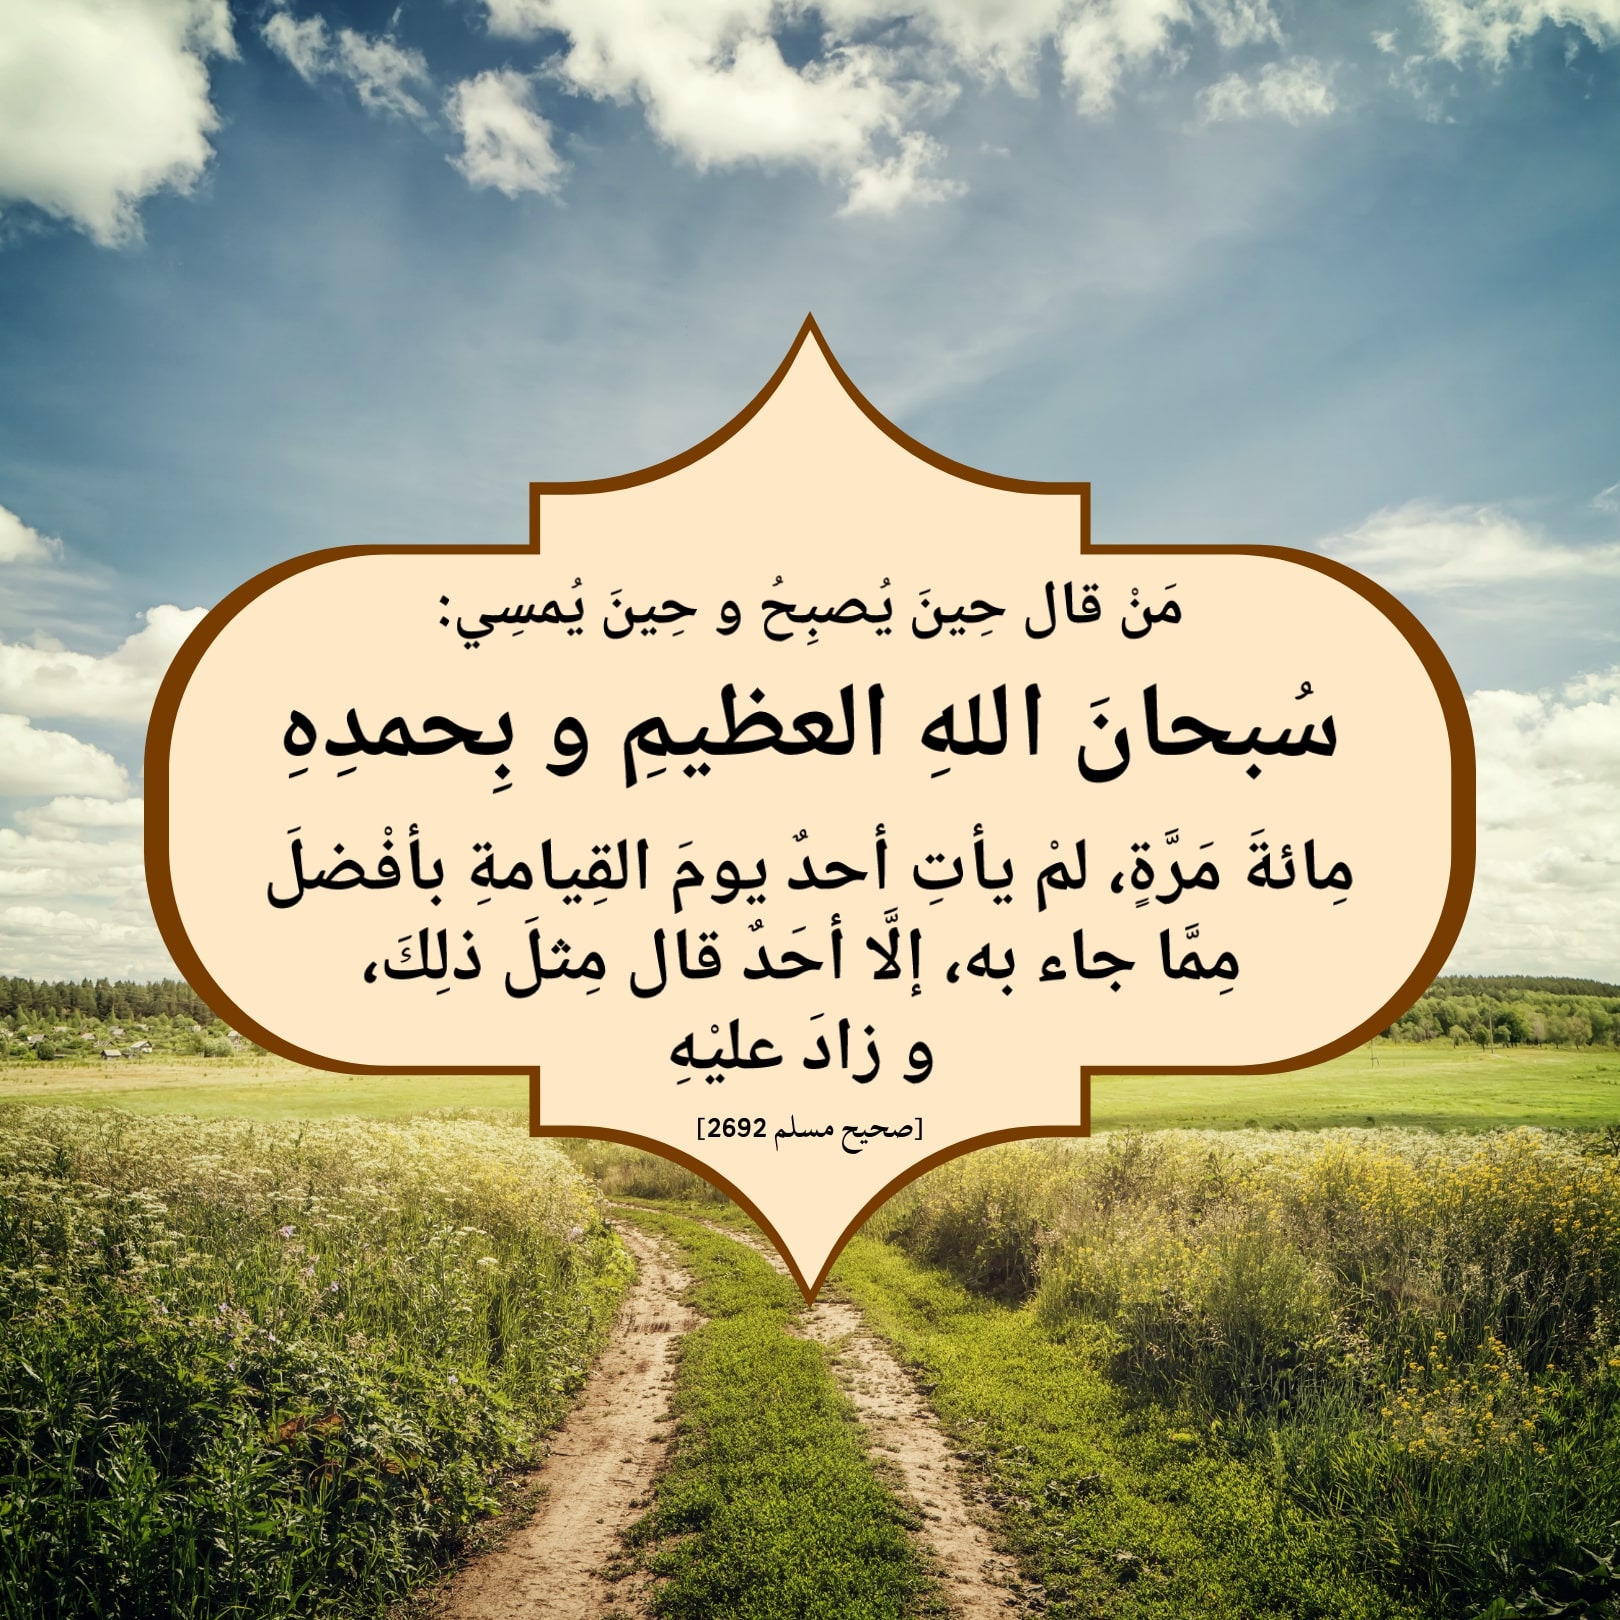 مَنْ قال حِينَ يُصبِحُ و حِينَ يُمسِي:
سُبحانَ اللهِ العظيمِ و بِحمدِهِ
مِائةَ مَرَّةٍ، لمْ يأتِ أحدٌ يومَ القِيامةِ بأفْضلَ
مِمَّا جاء به، إلَّا أحَدٌ قال مِثلَ ذلِكَ،
و زادَ عليْهِ
[صحيح مسلم 2692]